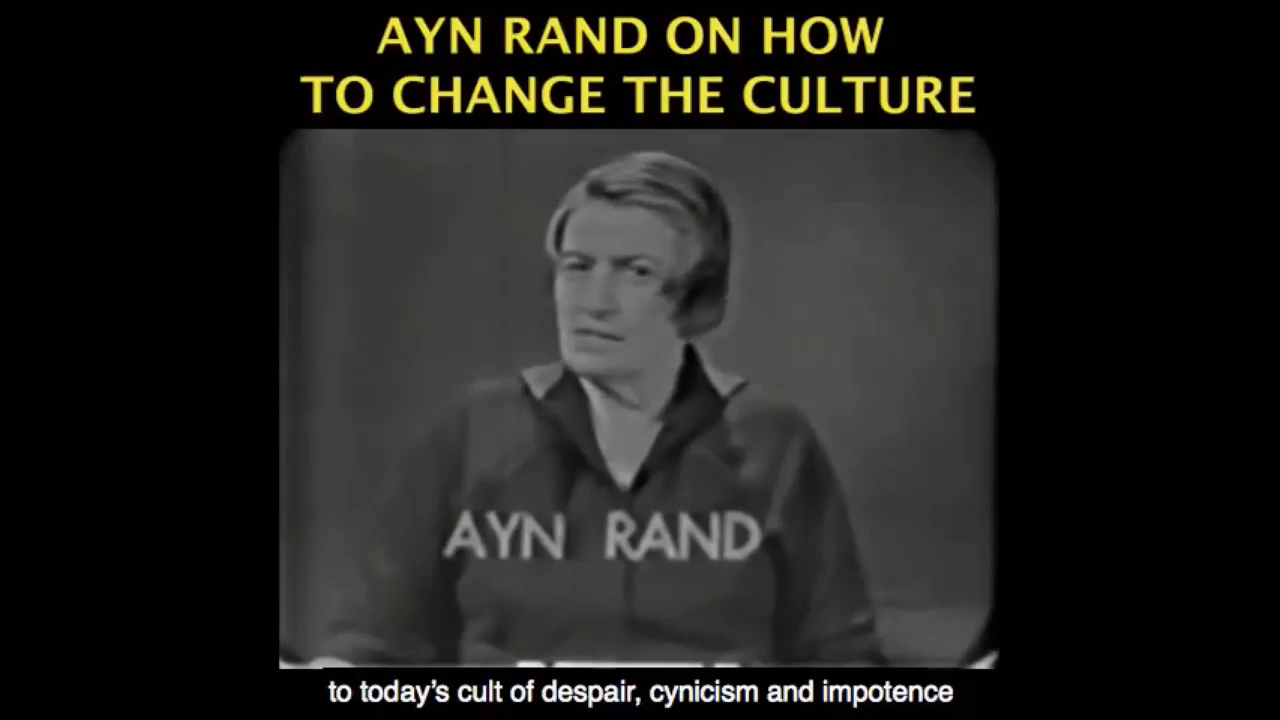 AYN RAND ON HOW
TO CHANGE THE CULTURE
AYN RAND
to today's cult of despair, cynicism and impotence